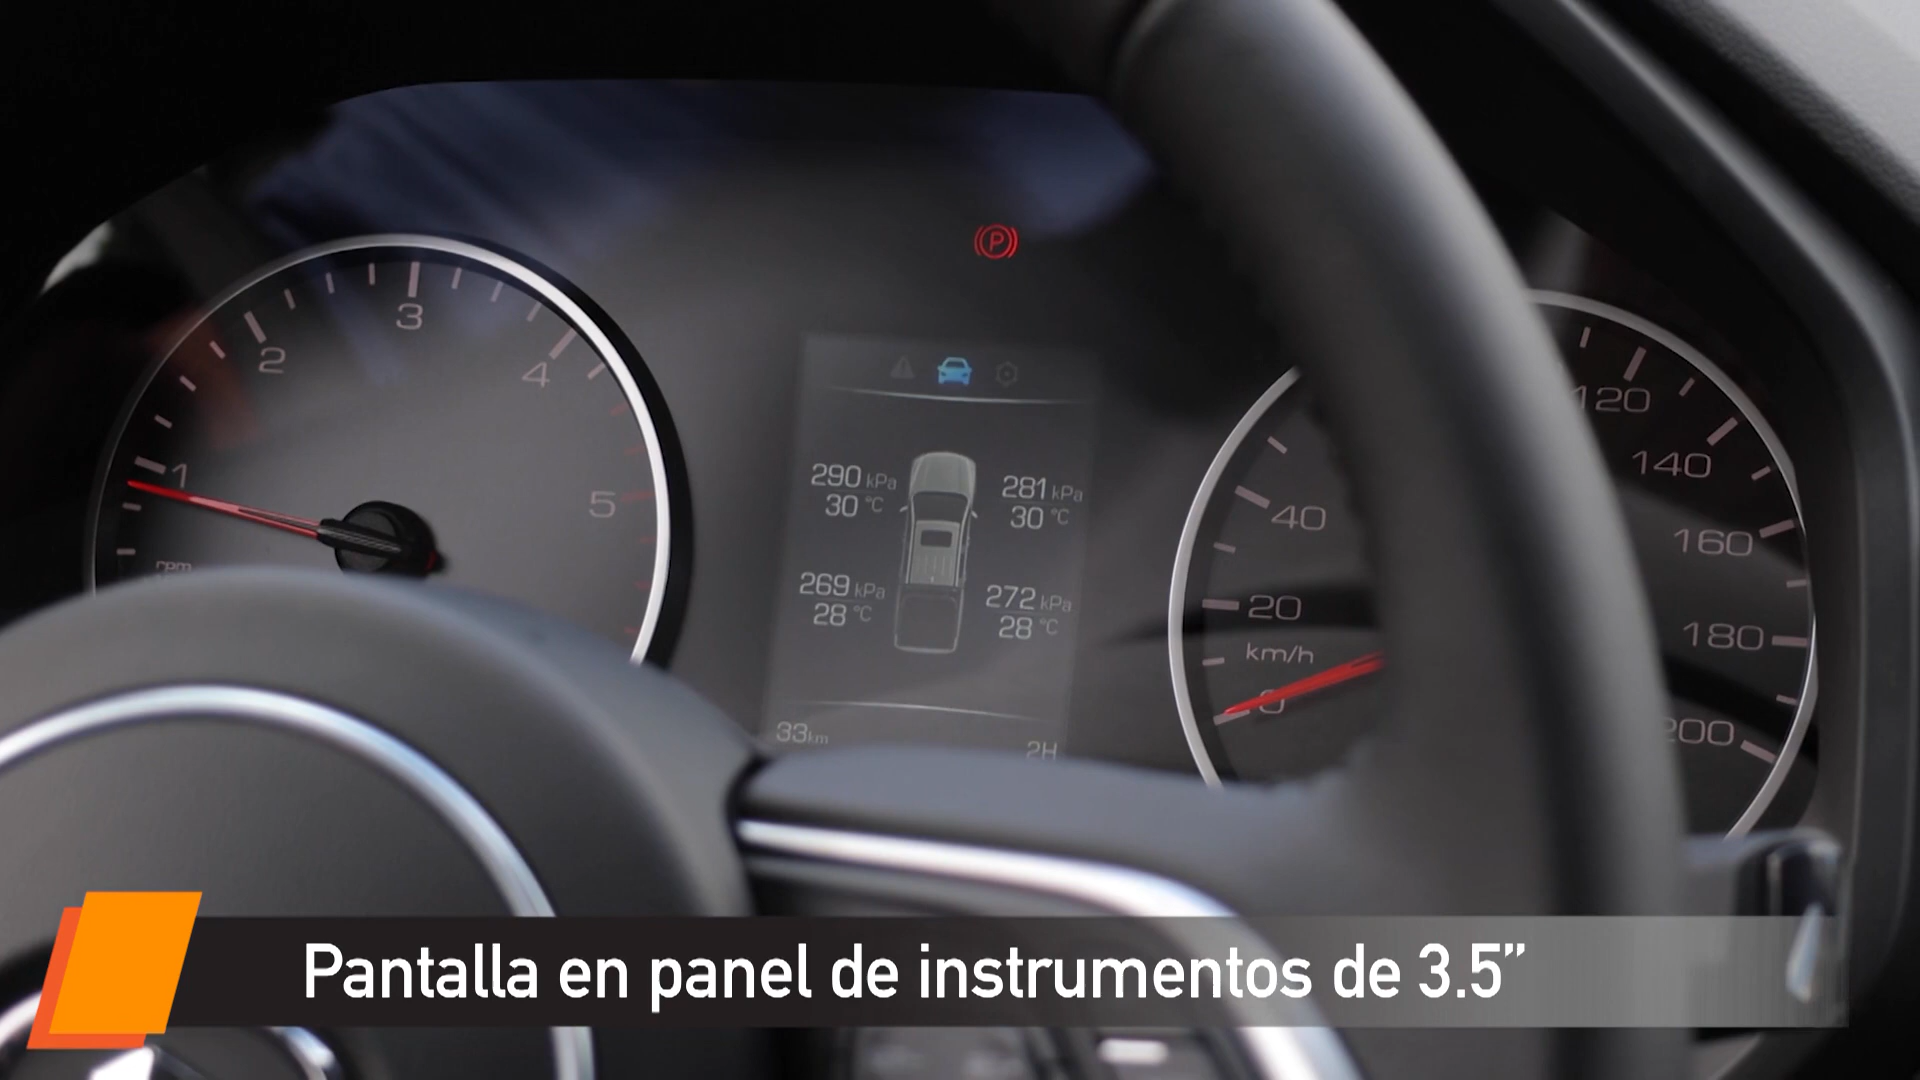 P
3
2
4
1
5
rpm
290 kPa
30 °C
281 kPa
30 °C
269 kPa
28 °C
272 kPa
28 °C
33km
2H
120
140
40
160
20
180
km/h
0
200
Pantalla en panel de instrumentos de 3.5”